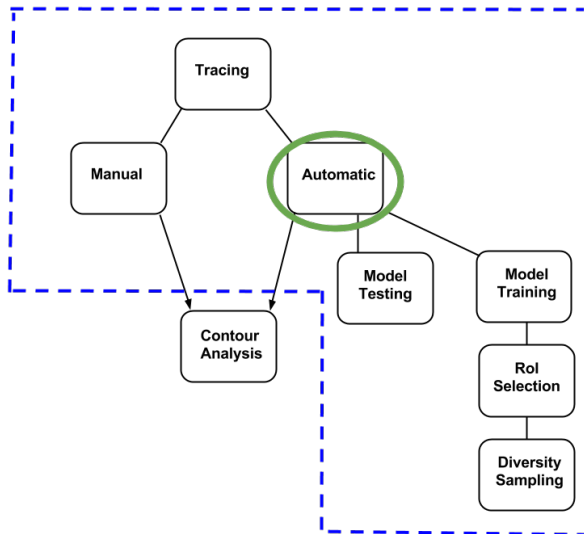 Tracing
Manual
Automatic
Model
Testing
Model
Training
Contour
Analysis
RoI
Selection
Diversity
Sampling